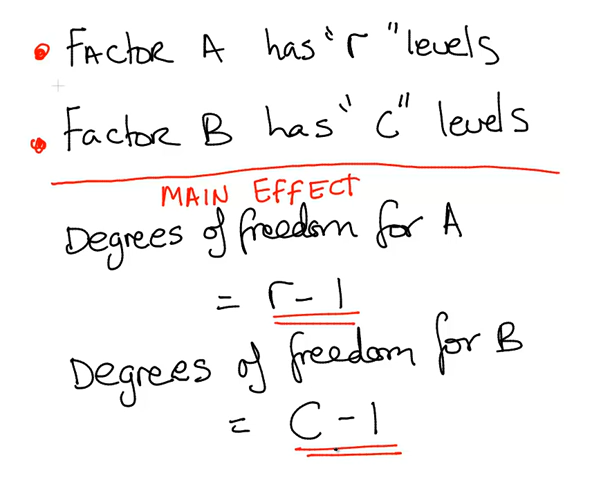 FACTOR A has "r" levels
Factor B has "c" levels
MAIN EFFECT
Degrees of freedom for A
= r - 1
Degrees of freedom for B
= C - 1